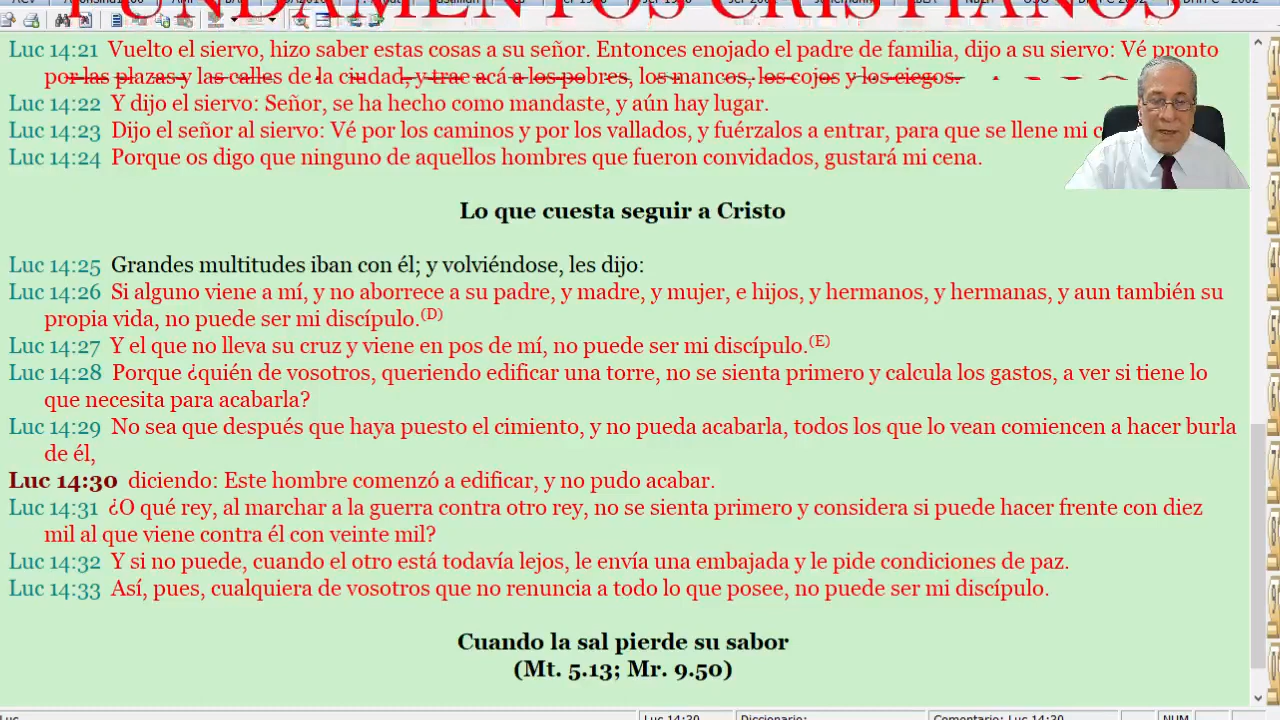 FUNDAMENTOS CRISTIANOS
Luc 14:21 Vuelto el siervo, hizo saber estas cosas a su señor. Entonces enojado el padre de familia, dijo a su siervo: Vé pronto
por las plazas y las calles de la ciudad, y trae acá a los pobres, los mancos, los cojos y los ciegos.
Luc 14:22 Y dijo el siervo: Señor, se ha hecho como mandaste, y aún hay lugar.
Luc 14:23 Dijo el señor al siervo: Vé por los caminos y por los vallados, y fuérzalos a entrar, para que se llene mi
Luc 14:24 Porque os digo que ninguno de aquellos hombres que fueron convidados, gustará mi cena.
Lo que cuesta seguir a Cristo
Luc 14:25 Grandes multitudes iban con él; y volviéndose, les dijo:
Luc 14:26 Si alguno viene a mí, y no aborrece a su padre, y madre, y mujer, e hijos, y hermanos, y hermanas, y aun también su
propia vida, no puede ser mi discípulo.(D)
Luc 14:27 Y el que no lleva su cruz y viene en pos de mí, no puede ser mi discípulo.(E)
Luc 14:28 Porque ¿quién de vosotros, queriendo edificar una torre, no se sienta primero y calcula los gastos, a ver si tiene lo
que necesita para acabarla?
Luc 14:29 No sea que después que haya puesto el cimiento, y no pueda acabarla, todos los que lo vean comiencen a hacer burla
de él,
Luc 14:30 diciendo: Este hombre comenzó a edificar, y no pudo acabar.
Luc 14:31 ¿O qué rey, al marchar a la guerra contra otro rey, no se sienta primero y considera si puede hacer frente con diez
mil al que viene contra él con veinte mil?
Luc 14:32 Y si no puede, cuando el otro está todavía lejos, le envía una embajada y le pide condiciones de paz.
Luc 14:33 Así, pues, cualquiera de vosotros que no renuncia a todo lo que posee, no puede ser mi discípulo.
Cuando la sal pierde su sabor
(Mt. 5.13; Mr. 9.50)
Luc 14:30 Diccionario: Comentario: Luc 14:30 NUM